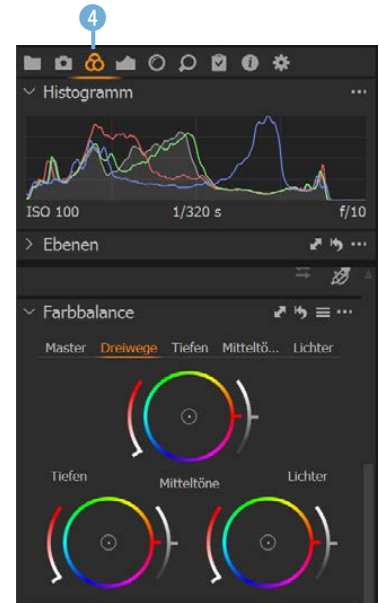 4
Histogramm
ISO 100 1/320 s f/10
Ebenen
Farbbalance
Master Dreiwege Tiefen Mitteltö... Lichter
Tiefen Mitteltöne Lichter